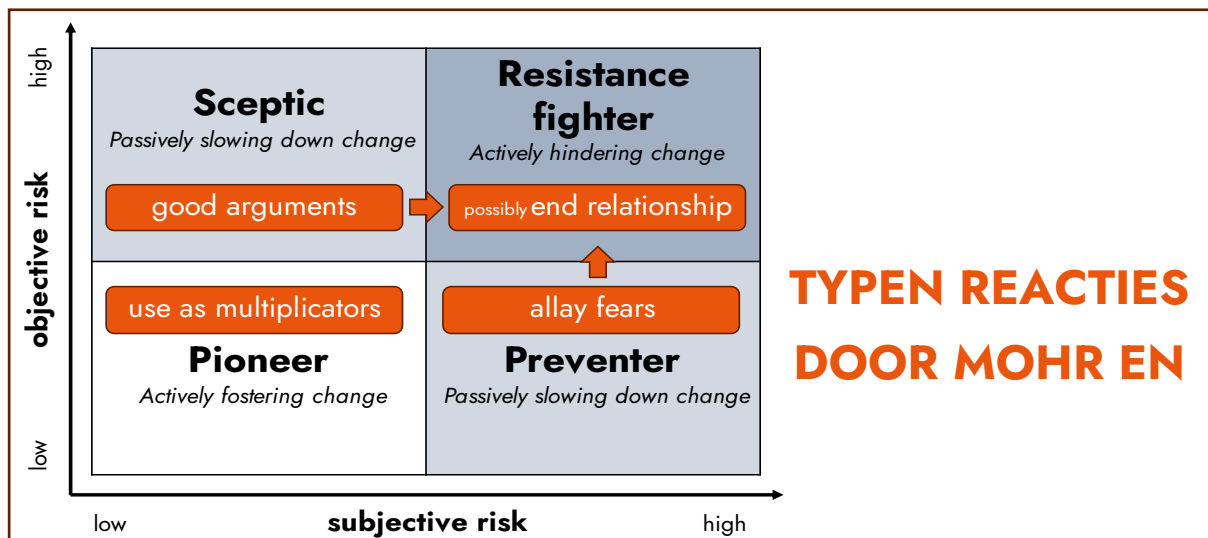 high
objective risk
low
Sceptic
Passively slowing down change
good arguments
Resistance
fighter
Actively hindering change
possibly end relationship
use as multiplicators
Pioneer
Actively fostering change
allay fears
Preventer
Passively slowing down change
low
subjective risk
high
TYPEN REACTIES
DOOR MOHR EN